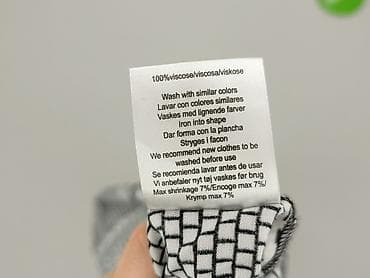 100%viscose/viscosa/viskose
Wash with similar colors
Lavar con colores similares
Vaskes med lignende farver
Iron into shape
Dar forma con la plancha
Stryges i facon
We recommend new clothes to be
washed before use
Se recomienda lavar antes de usar
Vi anbefaler nyt tøj vaskes før brug
Max shrinkage 7%/Encoge max 7%/
Krymp max 7%